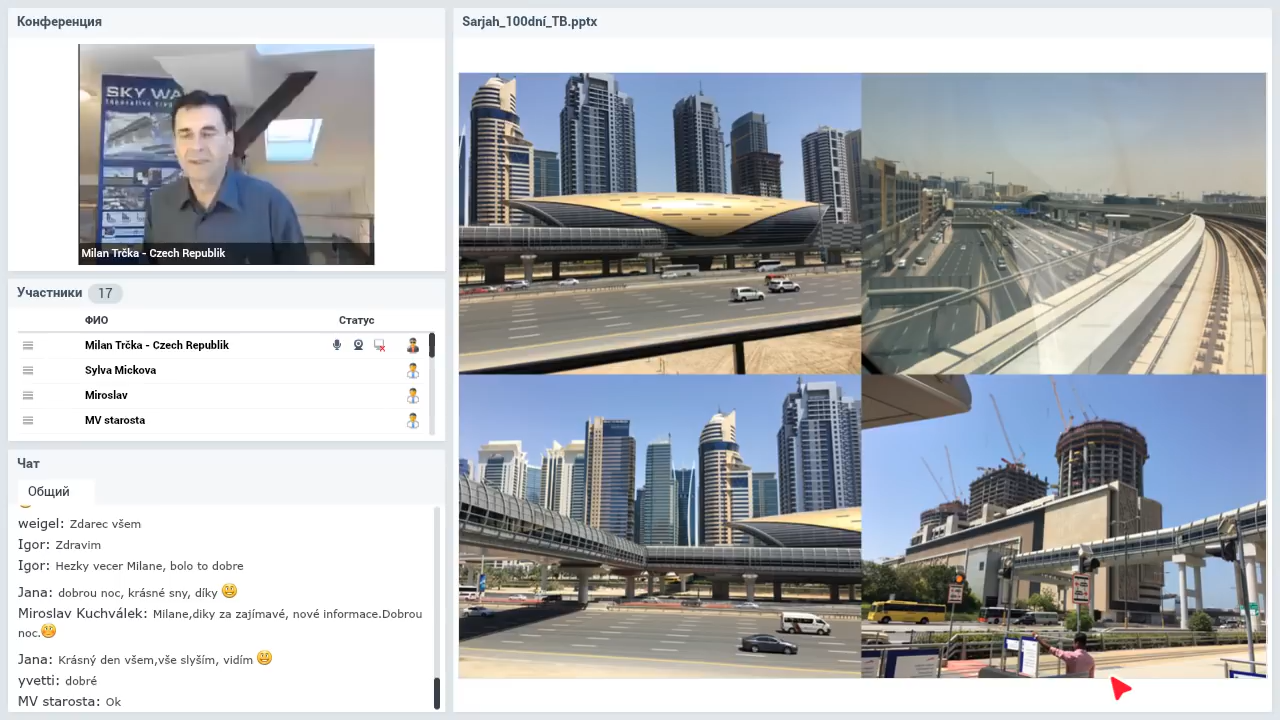 Конференция
SKY WA
Milan Trčka - Czech Republik
Участники 17
ФИО Статус
Milan Trčka - Czech Republik
Sylva Mickova
Miroslav
MV starosta
Чат
Общий
weigel: Zdarec všem
Igor: Zdravim
Igor: Hezky vecer Milane, bolo to dobre
Jana: dobrou noc, krásné sny, díky
Miroslav Kuchválek: Milane,díky za zajímavé, nové informace.Dobrou
noc.
Jana: Krásný den všem,vše slyším, vidím
yvetti: dobré
MV starosta: Ok
Sarjah_100dní_TB.pptx